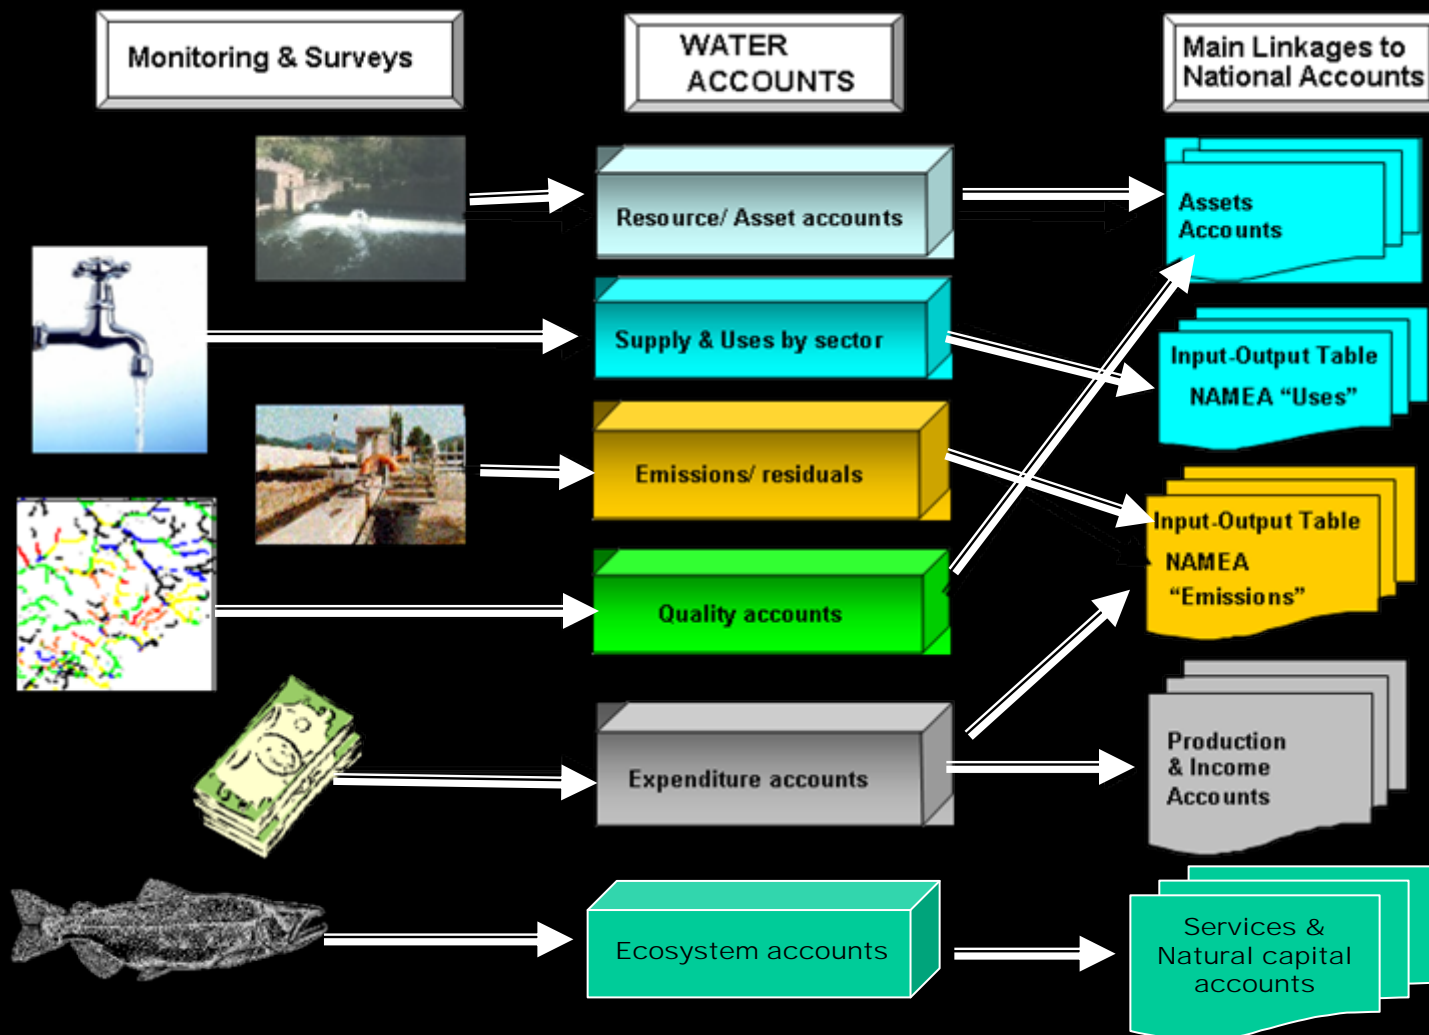 Monitoring & Surveys
WATER
ACCOUNTS
Main Linkages to
National Accounts
Resource/ Asset accounts
Assets
Accounts
Supply & Uses by sector
Input-Output Table
NAMEA “Uses”
Emissions/ residuals
Input-Output Table
NAMEA
“Emissions”
Quality accounts
Expenditure accounts
Production
& Income
Accounts
Ecosystem accounts
Services &
Natural capital
accounts